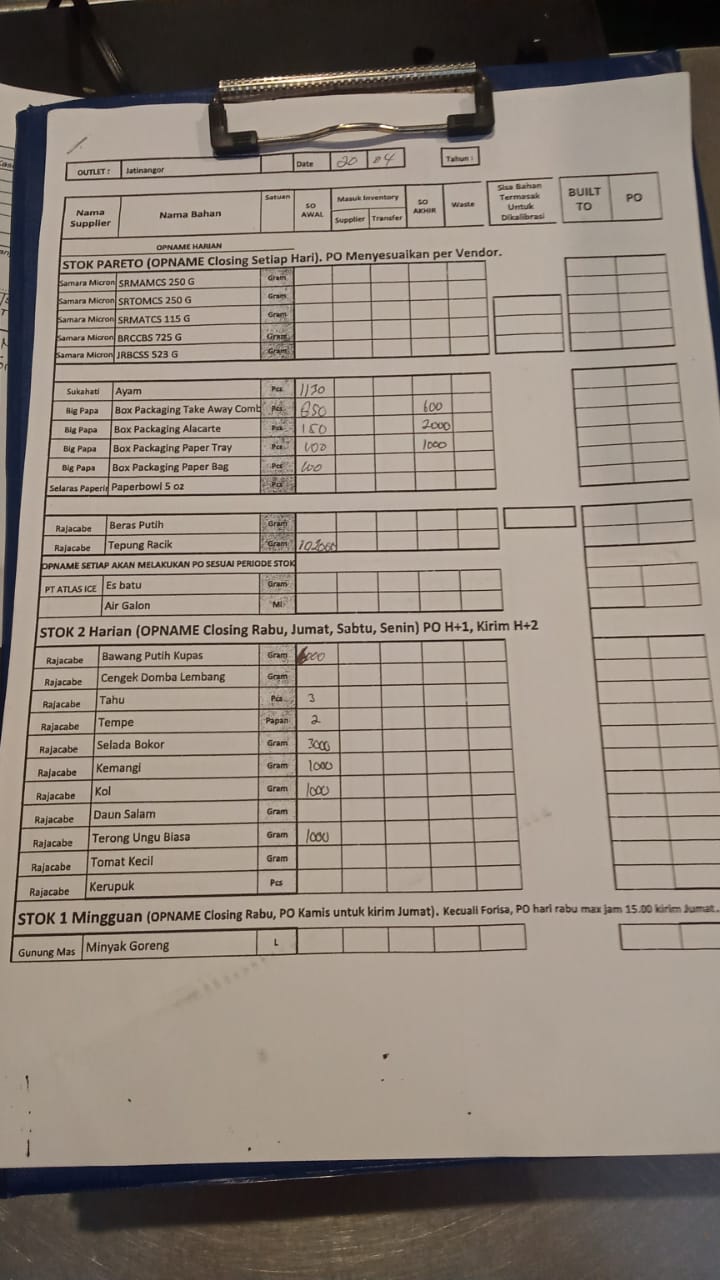 OUTLET : Jatinangor Date 20 04 Tahun :
Nama Supplier Nama Bahan Satuan SO AWAL Masuk Inventory Supplier Transfer SO AKHIR Waste Sisa Bahan Termasak Untuk Dikalibrasi BUILT TO PO
OPNAME HARIAN
STOK PARETO (OPNAME Closing Setiap Hari). PO Menyesuaikan per Vendor.
Samara Micron SRMAMCS 250 G Gram
Samara Micron SRTOMCS 250 G Gram
Samara Micron SRMATCS 115 G Gram
Samara Micron BRCCBS 725 G Gram
Samara Micron JRBCSS 523 G Gram
Sukahati Ayam Pcs 1130
Big Papa Box Packaging Take Away Comb Pcs 600
Big Papa Box Packaging Alacarte Pcs 150 2000
Big Papa Box Packaging Paper Tray Pcs 1000
Big Papa Box Packaging Paper Bag Pcs
Selaras Paperl Paperbowl 5 oz Pcs
Rajacabe Beras Putih Gram
Rajacabe Tepung Racik Gram
OPNAME SETIAP AKAN MELAKUKAN PO SESUAI PERIODE STOK
PT ATLAS ICE Es batu Gram
Air Galon Ml
STOK 2 Harian (OPNAME Closing Rabu, Jumat, Sabtu, Senin) PO H+1, Kirim H+2
Rajacabe Bawang Putih Kupas Gram
Rajacabe Cengek Domba Lembang Gram
Rajacabe Tahu Pcs 3
Rajacabe Tempe Papan 2
Rajacabe Selada Bokor Gram 3000
Rajacabe Kemangi Gram 1000
Rajacabe Kol Gram 1000
Rajacabe Daun Salam Gram
Rajacabe Terong Ungu Biasa Gram 1000
Rajacabe Tomat Kecil Gram
Rajacabe Kerupuk Pcs
STOK 1 Mingguan (OPNAME Closing Rabu, PO Kamis untuk kirim Jumat). Kecuali Forisa, PO hari rabu max jam 15.00 kirim Jumat.
Gunung Mas Minyak Goreng L